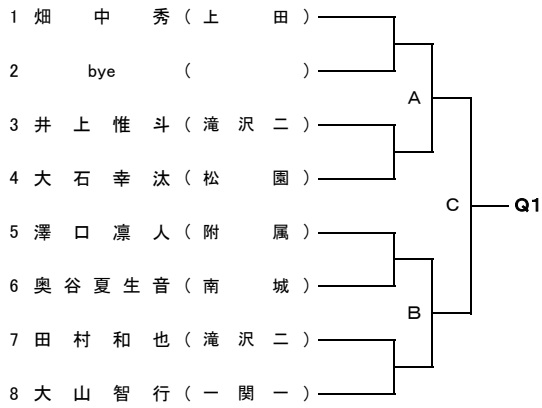 1 畑 中 秀 ( 上 田 )
2 bye ( )
A
3 井 上 惟 斗 ( 滝 沢 二 )
4 大 石 幸 汰 ( 松 園 )
C Q1
5 澤 口 凛 人 ( 附 属 )
6 奥 谷 夏 生 音 ( 南 城 )
B
7 田 村 和 也 ( 滝 沢 二 )
8 大 山 智 行 ( 一 関 一 )